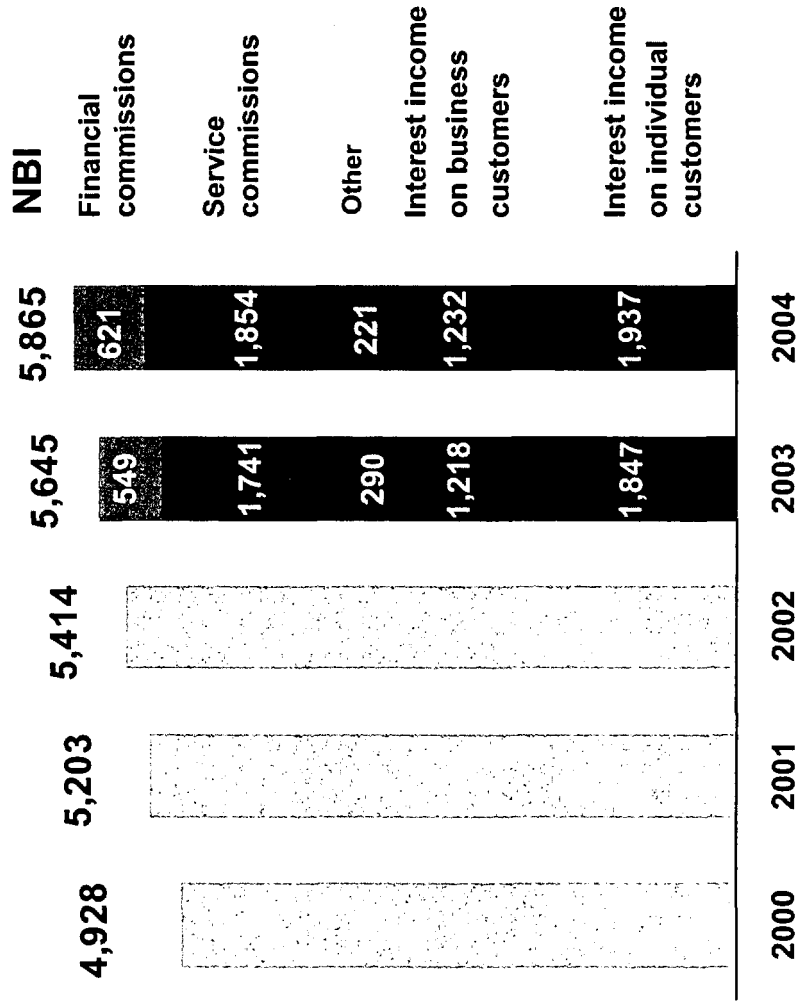 NBI
4,928
5,203
5,414
5,645
5,865
Financial
commissions
549
621
Service
commissions
1,741
1,854
Other
290
221
Interest income
on business
customers
1,218
1,232
Interest income
on individual
customers
1,847
1,937
2000
2001
2002
2003
2004